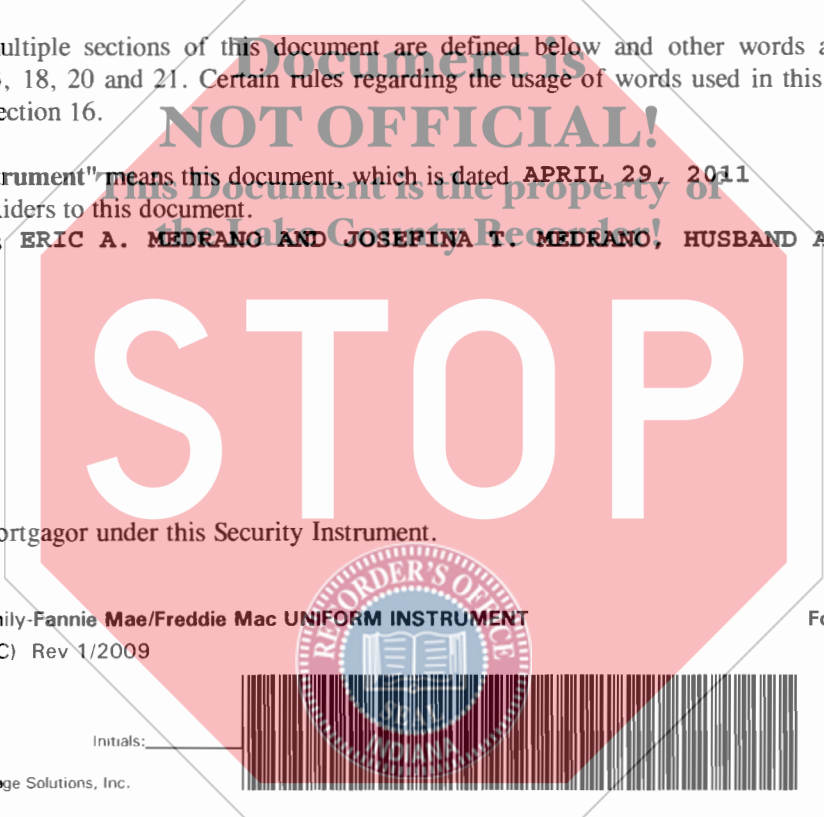 ultiple sections of this document are defined below and other words a
, 18, 20 and 21. Certain rules regarding the usage of words used in this
ection 16.
Document is
NOT OFFICIAL!
This Document is the property of
the Lake County Recorder!
rument" means this document, which is dated APRIL 29, 2011
iders to this document.
ERIC A. MEDRANO AND JOSEFINA T. MEDRANO, HUSBAND A
STOP
ortgagor under this Security Instrument.
RECORDER'S OFFICE
SEAL
INDIANA
nily-Fannie Mae/Freddie Mac UNIFORM INSTRUMENT Fo
C) Rev 1/2009
Initials:
ge Solutions, Inc.